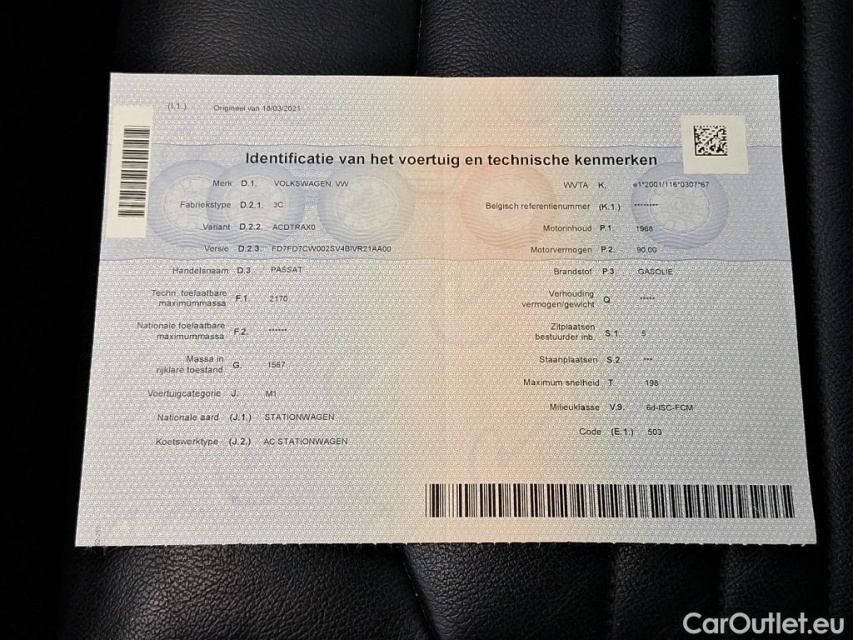 (I.1.) Origineel van 18/03/2021
Identificatie van het voertuig en technische kenmerken
Merk D.1. VOLKSWAGEN, VW
Fabriekstype D.2.1. 3C
Variant D.2.2. ACDTRAX0
Versie D.2.3. FD7FD7CW002SV4BIVR21AA00
Handelsnaam D.3. PASSAT
Techn. toelaatbare
maximummassa F.1. 2170
Nationale toelaatbare
maximummassa F.2. ******
Massa in
rijklare toestand G. 1567
Voertuigcategorie J. M1
Nationale aard (J.1.) STATIONWAGEN
Koetswerktype (J.2.) AC STATIONWAGEN
WVTA K. e1*2001/116*0307*67
Belgisch referentienummer (K.1.) ********
Motorinhoud P.1. 1968
Motorvermogen P.2. 90.00
Brandstof P.3. GASOLIE
Verhouding
vermogen/gewicht Q *****
Zitplaatsen
bestuurder inb. S.1. 5
Staanplaatsen S.2. ***
Maximum snelheid T. 198
Milieuklasse V.9. 6d-ISC-FCM
Code (E.1.) 503
CarOutlet.eu